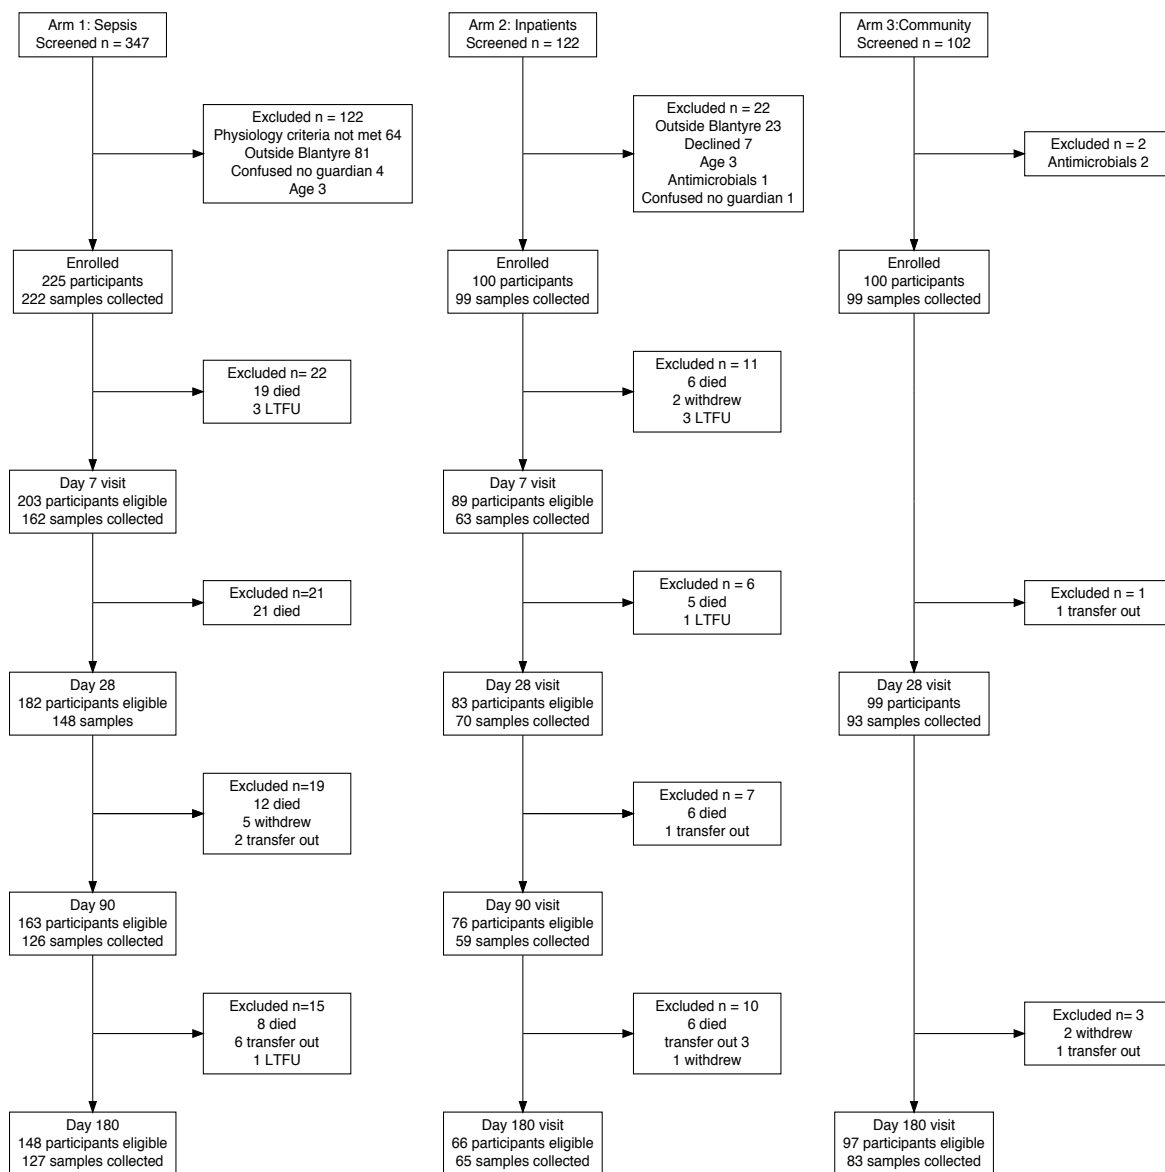 Arm 1: Sepsis
Screened n = 347
Excluded n = 122
Physiology criteria not met 64
Outside Blantyre 81
Confused no guardian 4
Age 3
Enrolled
225 participants
222 samples collected
Excluded n= 22
19 died
3 LTFU
Day 7 visit
203 participants eligible
162 samples collected
Excluded n=21
21 died
Day 28
182 participants eligible
148 samples
Excluded n=19
12 died
5 withdrew
2 transfer out
Day 90
163 participants eligible
126 samples collected
Excluded n=15
8 died
6 transfer out
1 LTFU
Day 180
148 participants eligible
127 samples collected
Arm 2: Inpatients
Screened n = 122
Excluded n = 22
Outside Blantyre 23
Declined 7
Age 3
Antimicrobials 1
Confused no guardian 1
Enrolled
100 participants
99 samples collected
Excluded n = 11
6 died
2 withdrew
3 LTFU
Day 7 visit
89 participants eligible
63 samples collected
Excluded n = 6
5 died
1 LTFU
Day 28 visit
83 participants eligible
70 samples collected
Excluded n = 7
6 died
1 transfer out
Day 90 visit
76 participants eligible
59 samples collected
Excluded n = 10
6 died
transfer out 3
1 withdrew
Day 180 visit
66 participants eligible
65 samples collected
Arm 3:Community
Screened n = 102
Excluded n = 2
Antimicrobials 2
Enrolled
100 participants
99 samples collected
Excluded n = 1
1 transfer out
Day 28 visit
99 participants
93 samples collected
Excluded n= 3
2 withdrew
1 transfer out
Day 180 visit
97 participants eligible
83 samples collected